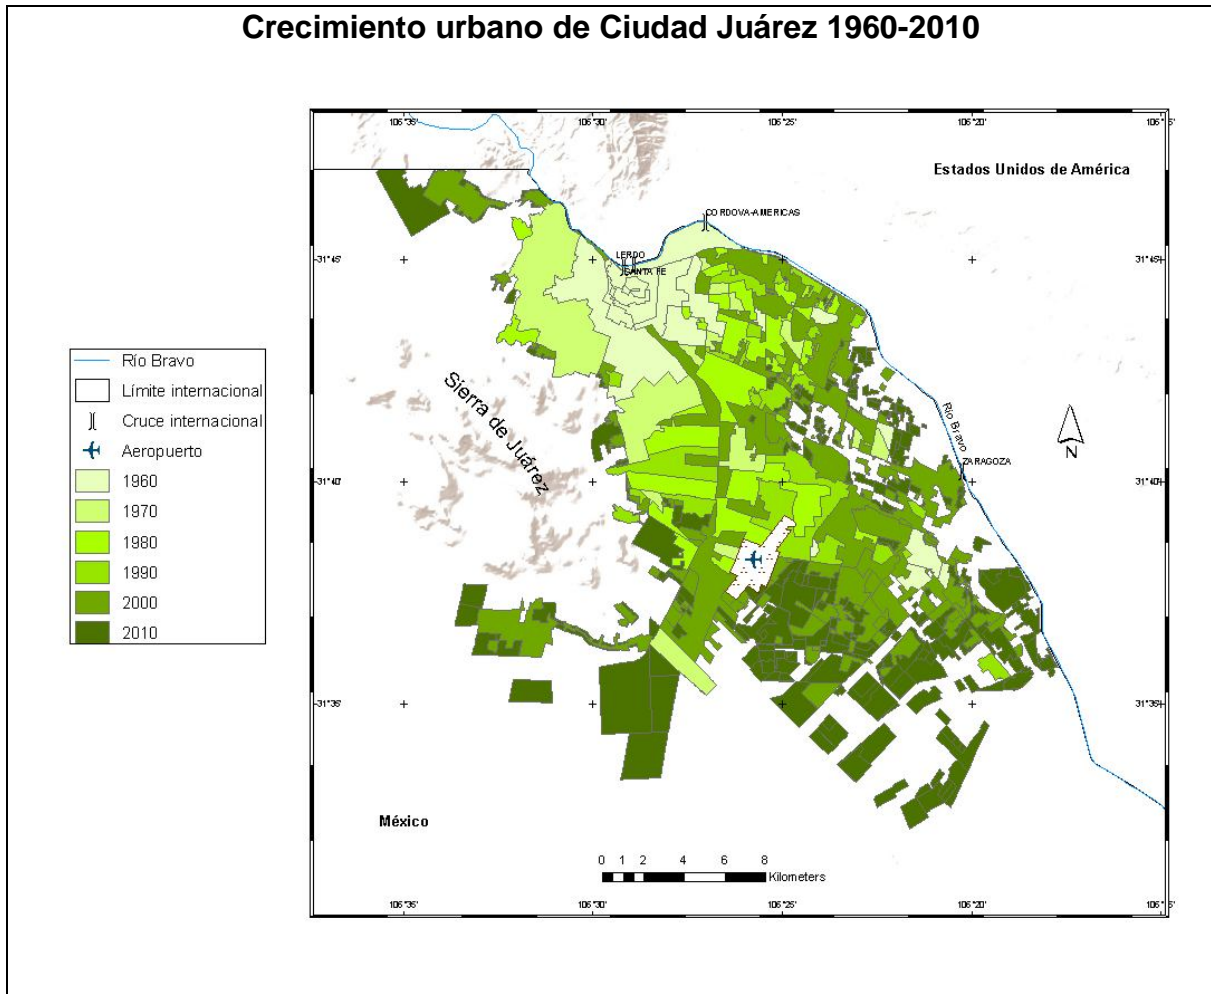 Crecimiento urbano de Ciudad Juárez 1960-2010
106°35' 106°30' 106°25' 106°20'
Estados Unidos de América
CORDOVA-AMERICAS
31°45' LERDO 31°45'
SANTA FE
Río Bravo
Límite internacional
Cruce internacional
Aeropuerto
1960
1970
1980
1990
2000
2010
Sierra de Juárez
Río Bravo
N
ZARAGOZA
31°40' 31°40'
31°35' 31°35'
México
0 1 2 4 6 8
Kilometers
106°35' 106°30' 106°25' 106°20'